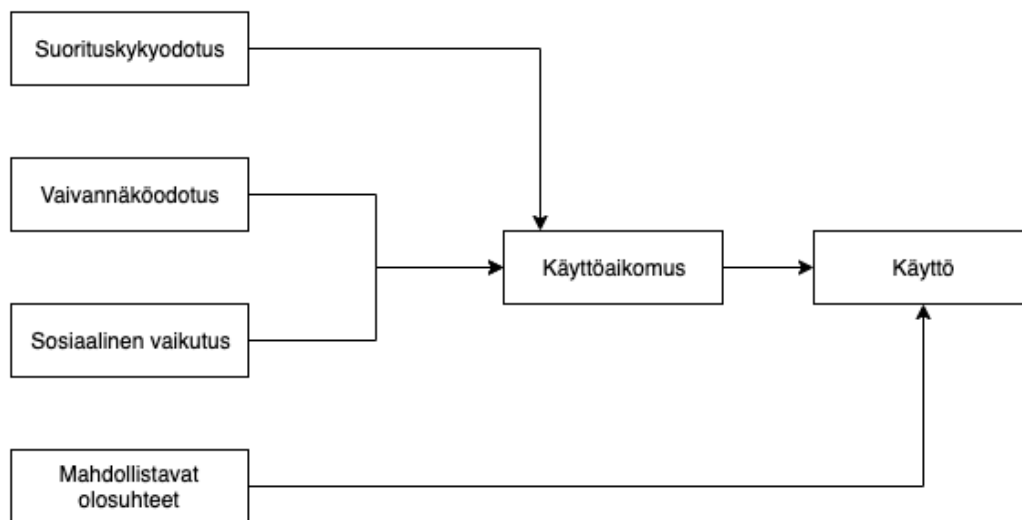 Suorituskykyodotus
Vaivannäköodotus
Käyttöaikomus
Käyttö
Sosiaalinen vaikutus
Mahdollistavat
olosuhteet